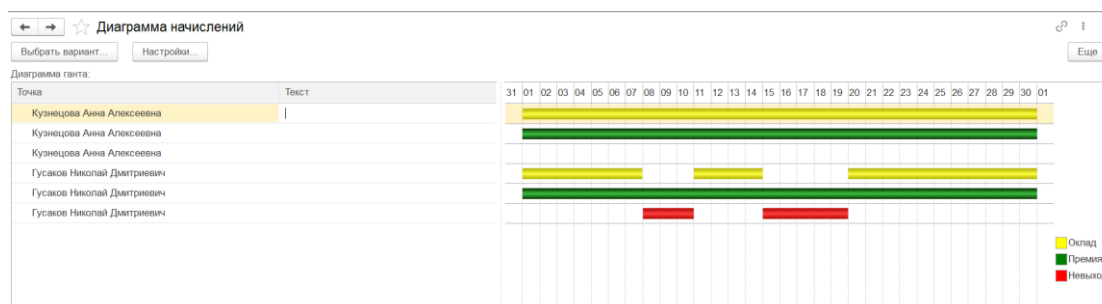 Диаграмма начислений
Выбрать вариант... Настройки... Еще
Диаграмма ганта:
Точка Текст 31 01 02 03 04 05 06 07 08 09 10 11 12 13 14 15 16 17 18 19 20 21 22 23 24 25 26 27 28 29 30 01
Кузнецова Анна Алексеевна
Кузнецова Анна Алексеевна
Кузнецова Анна Алексеевна
Гусаков Николай Дмитриевич
Гусаков Николай Дмитриевич
Гусаков Николай Дмитриевич
Оклад
Премия
Невыхо